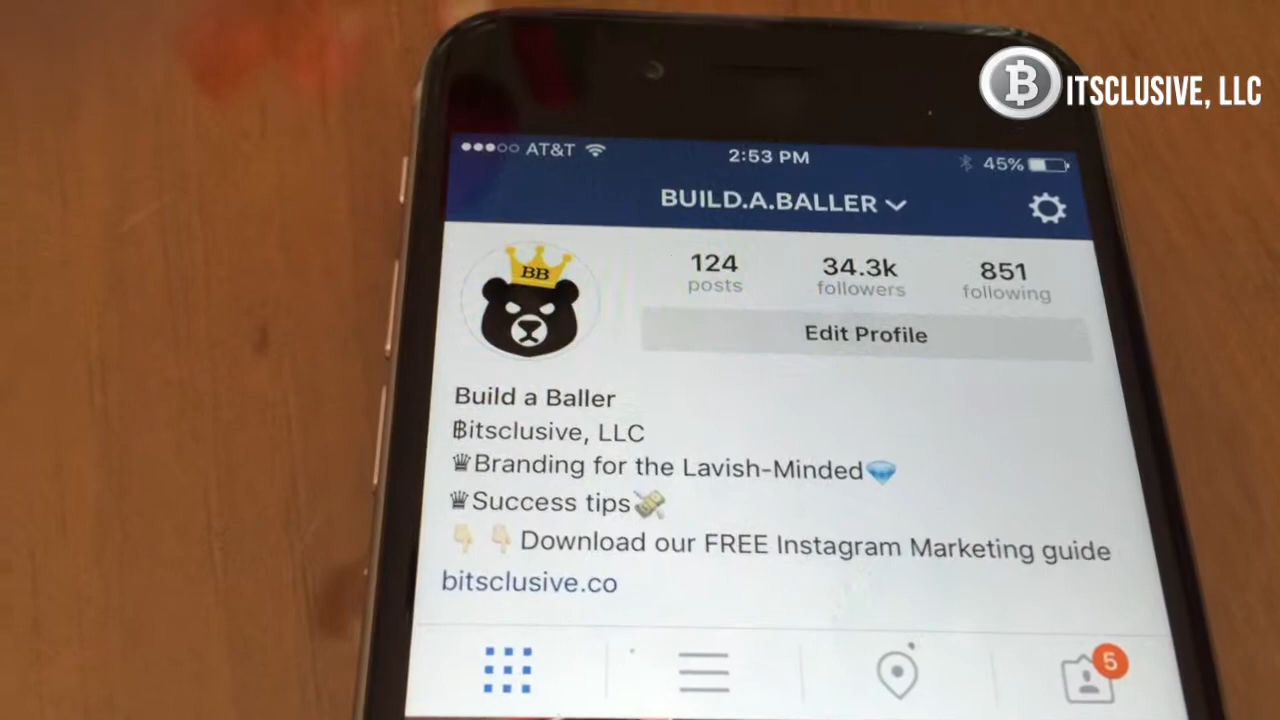 ₿ITSCLUSIVE, LLC
●●●○○ AT&T 2:53 PM 45%
BUILD.A.BALLER
BB
124 34.3k 851
posts followers following
Edit Profile
Build a Baller
฿itsclusive, LLC
♛Branding for the Lavish-Minded💎
♛Success tips💸
👇🏻 👇🏻 Download our FREE Instagram Marketing guide
bitsclusive.co
5